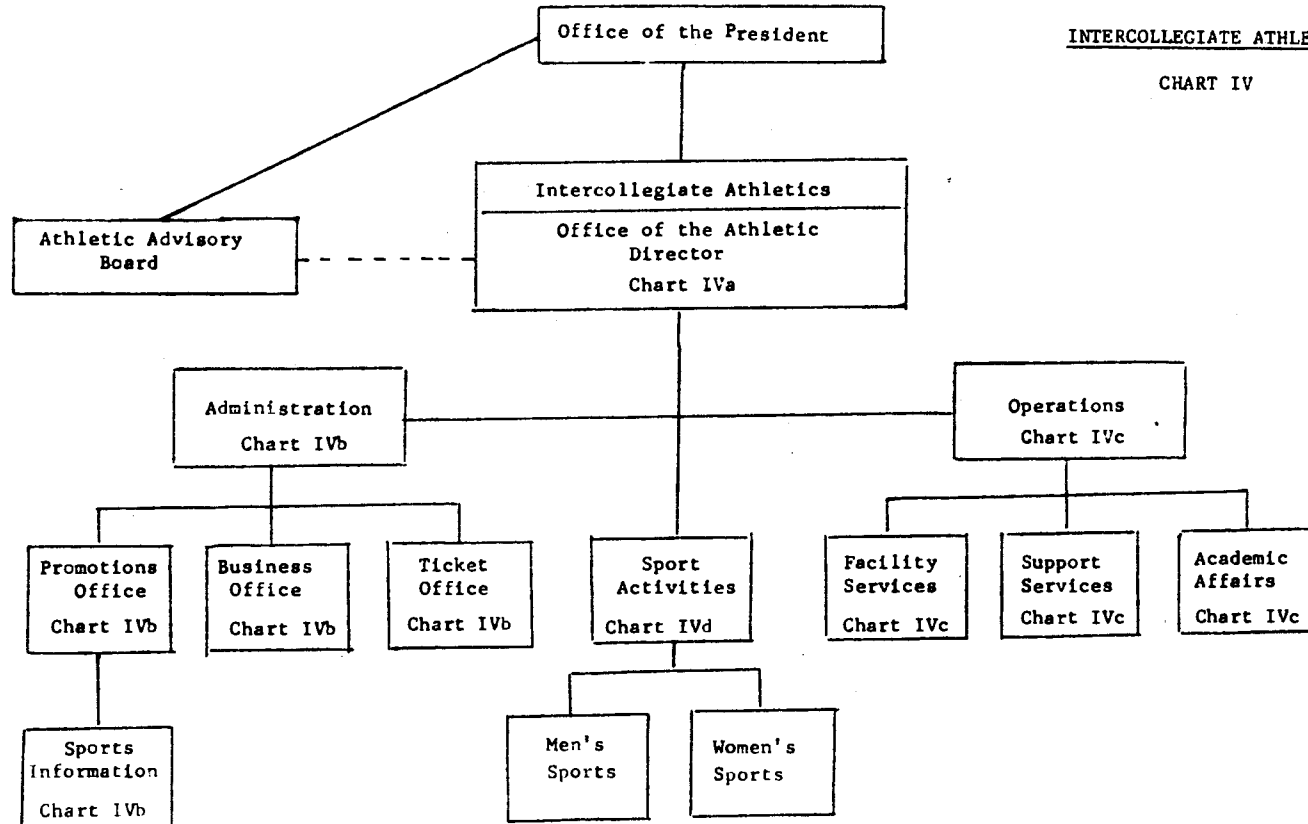 Office of the President
INTERCOLLEGIATE ATHLE
CHART IV
Intercollegiate Athletics
Office of the Athletic
Director
Chart IVa
Athletic Advisory
Board
Administration
Chart IVb
Operations
Chart IVc
Promotions
Office
Chart IVb
Business
Office
Chart IVb
Ticket
Office
Chart IVb
Sport
Activities
Chart IVd
Facility
Services
Chart IVc
Support
Services
Chart IVc
Academic
Affairs
Chart IVc
Sports
Information
Chart IVb
Men's
Sports
Women's
Sports